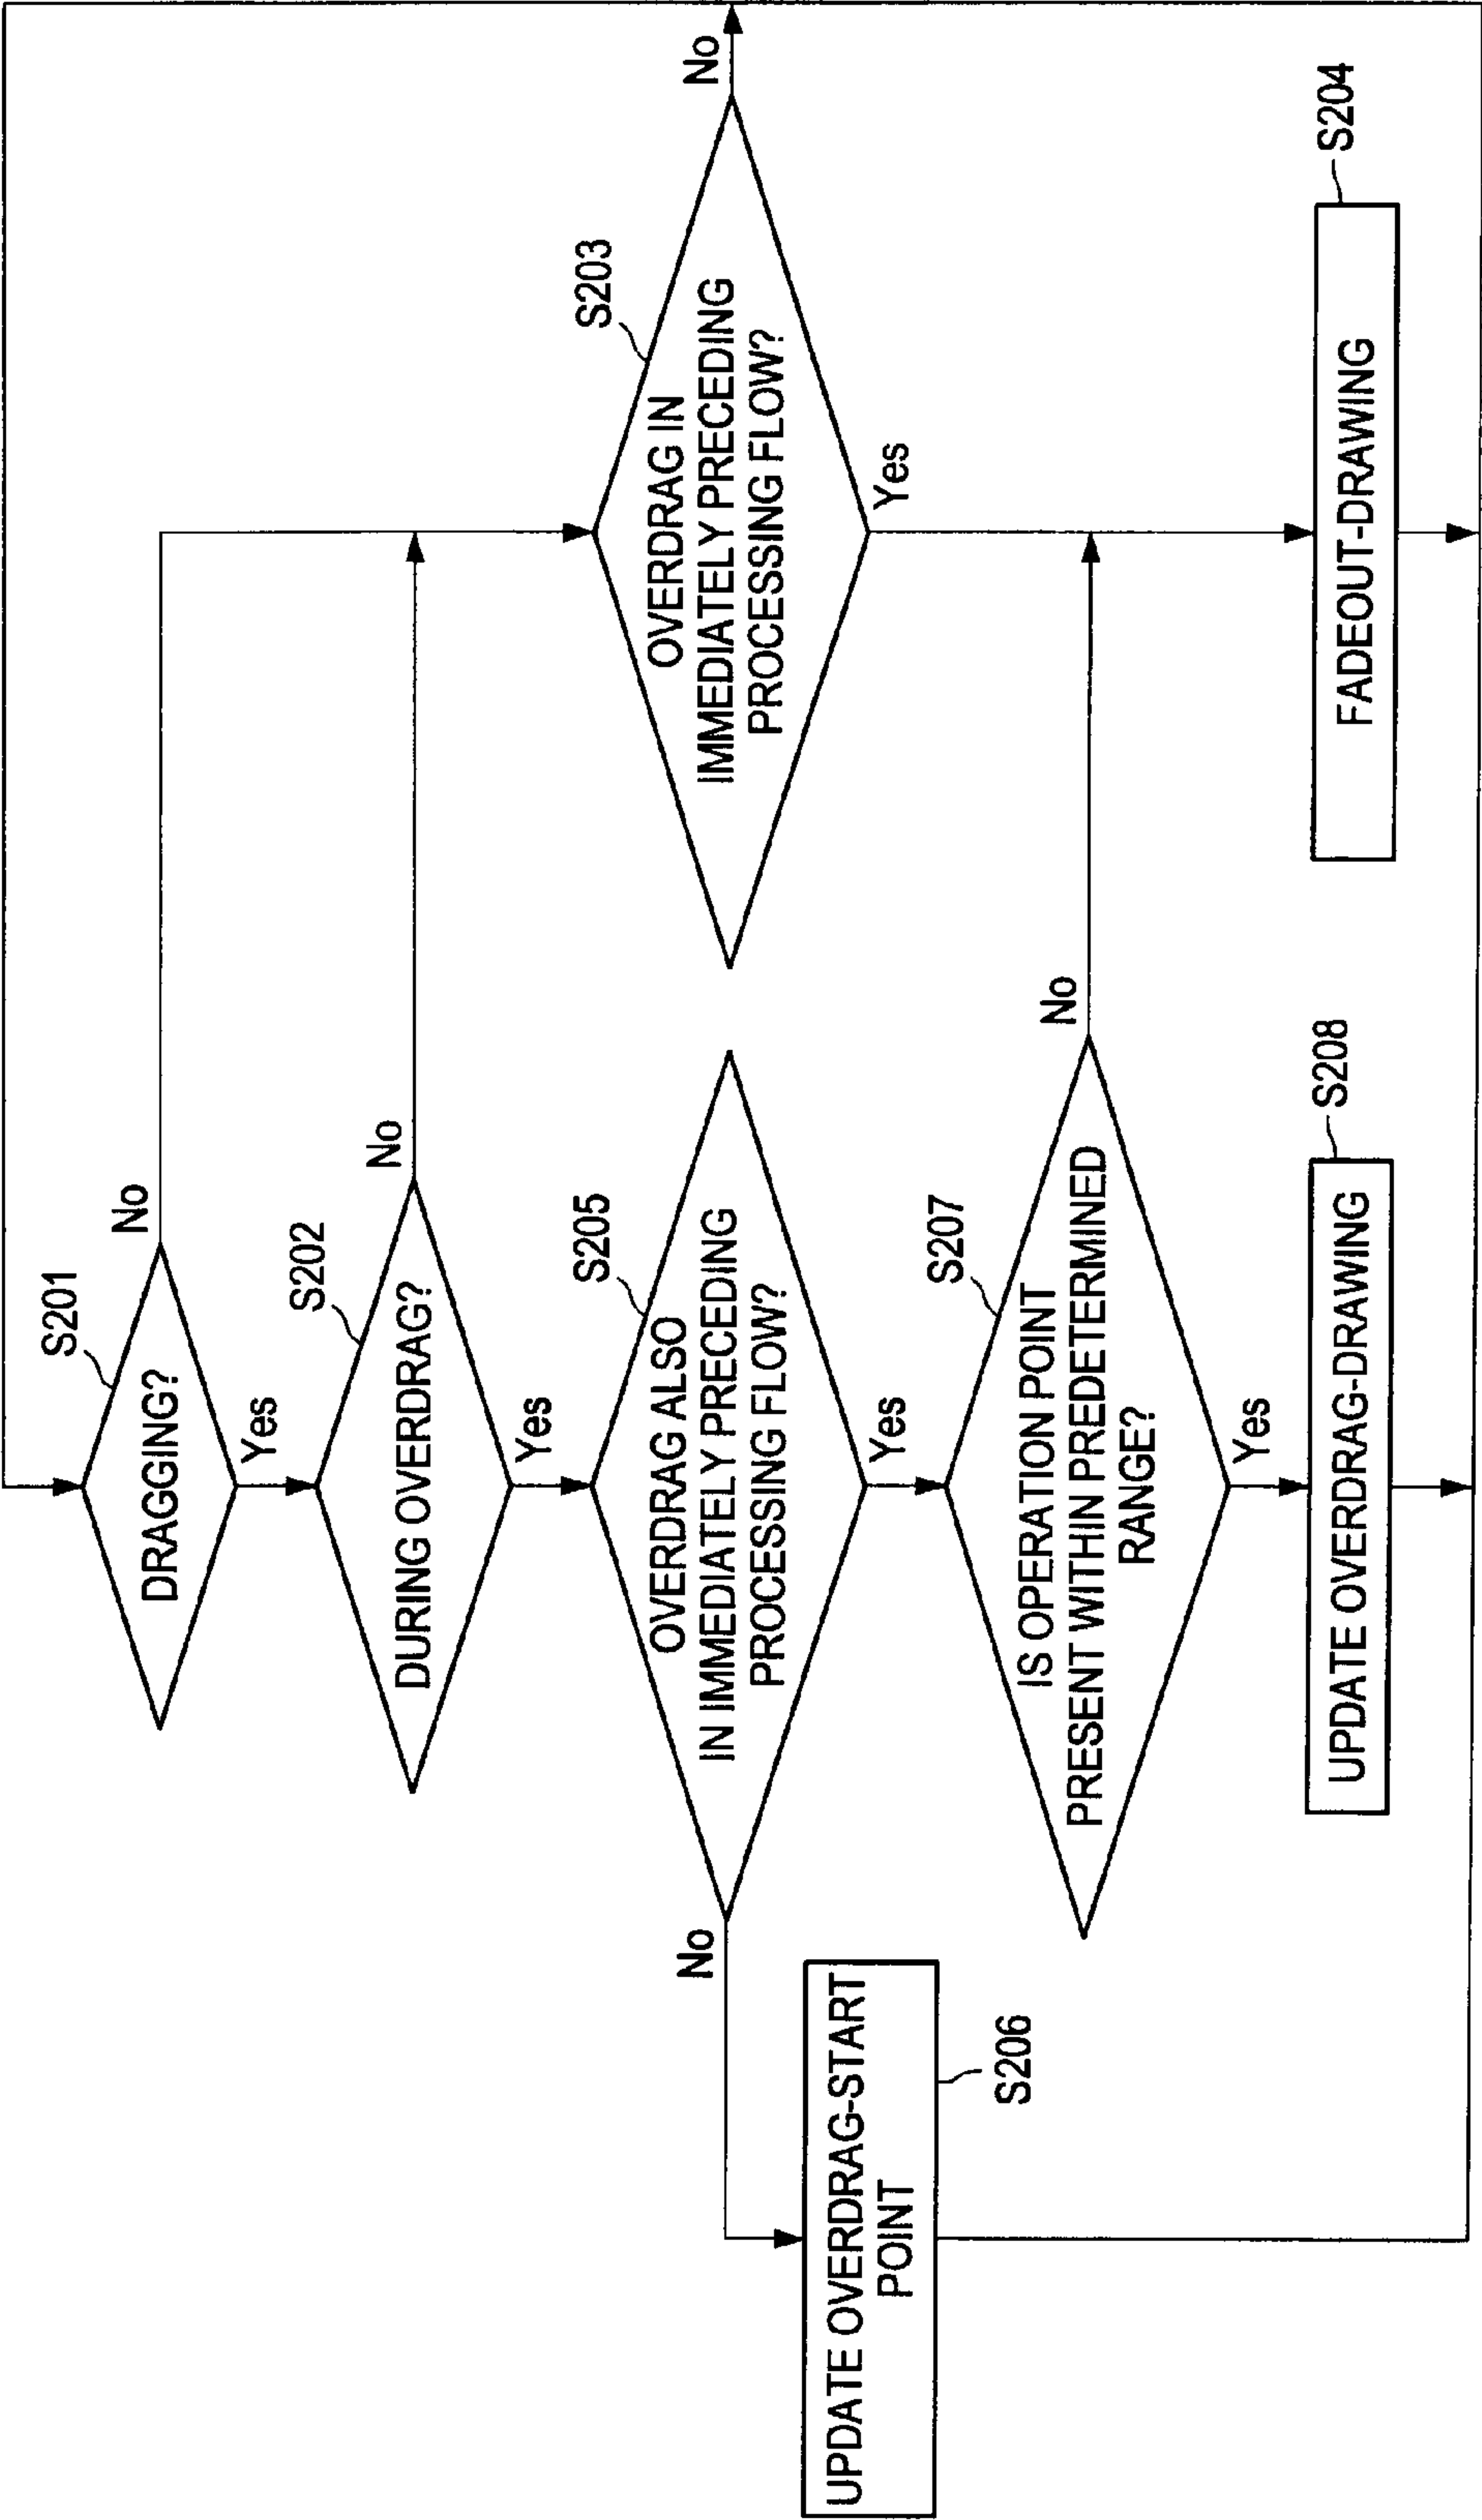 S201
DRAGGING?
No
Yes
S202
DURING OVERDRAG?
No
Yes
S205
OVERDRAG ALSO
IN IMMEDIATELY PRECEDING
PROCESSING FLOW?
No
Yes
S203
OVERDRAG IN
IMMEDIATELY PRECEDING
PROCESSING FLOW?
No
Yes
UPDATE OVERDRAG-START
POINT
S206
S207
IS OPERATION POINT
PRESENT WITHIN PREDETERMINED
RANGE?
No
Yes
S208
UPDATE OVERDRAG-DRAWING
S204
FADEOUT-DRAWING